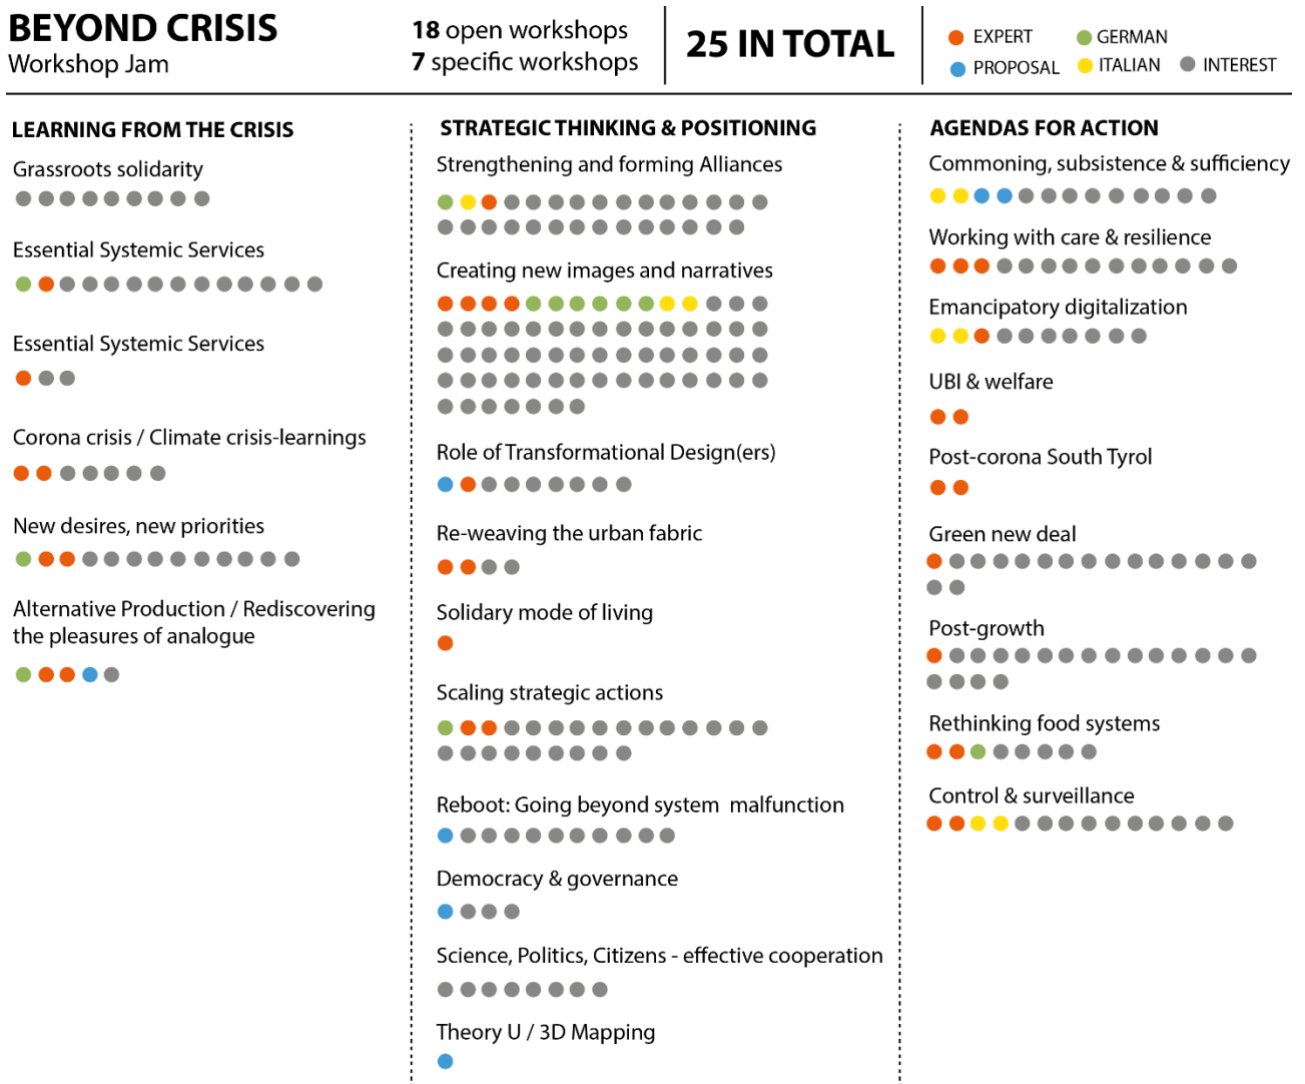 BEYOND CRISIS
Workshop Jam
18 open workshops
7 specific workshops
25 IN TOTAL
EXPERT
GERMAN
PROPOSAL
ITALIAN
INTEREST
LEARNING FROM THE CRISIS
Grassroots solidarity
Essential Systemic Services
Essential Systemic Services
Corona crisis / Climate crisis-learnings
New desires, new priorities
Alternative Production / Rediscovering
the pleasures of analogue
STRATEGIC THINKING & POSITIONING
Strengthening and forming Alliances
Creating new images and narratives
Role of Transformational Design(ers)
Re-weaving the urban fabric
Solidary mode of living
Scaling strategic actions
Reboot: Going beyond system malfunction
Democracy & governance
Science, Politics, Citizens - effective cooperation
Theory U / 3D Mapping
AGENDAS FOR ACTION
Commoning, subsistence & sufficiency
Working with care & resilience
Emancipatory digitalization
UBI & welfare
Post-corona South Tyrol
Green new deal
Post-growth
Rethinking food systems
Control & surveillance